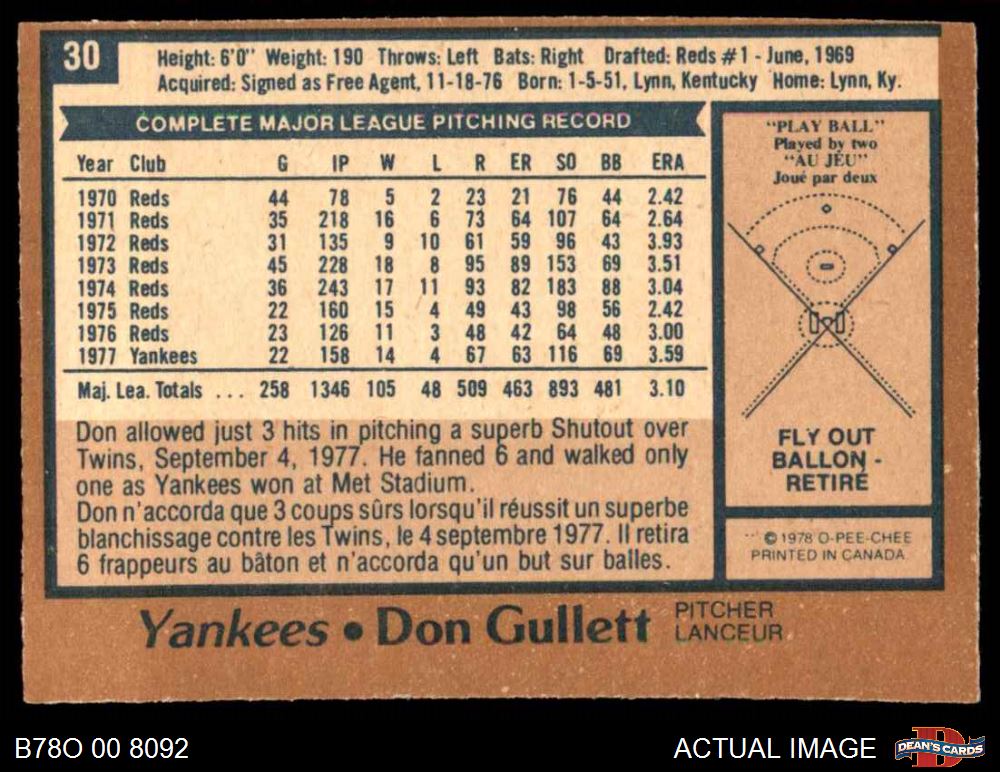 30
Height: 6'0" Weight: 190 Throws: Left Bats: Right Drafted: Reds #1 - June, 1969
Acquired: Signed as Free Agent, 11-18-76 Born: 1-5-51, Lynn, Kentucky Home: Lynn, Ky.
COMPLETE MAJOR LEAGUE PITCHING RECORD
Year Club G IP W L R ER SO BB ERA
1970 Reds 44 78 5 2 23 21 76 44 2.42
1971 Reds 35 218 16 6 73 64 107 64 2.64
1972 Reds 31 135 9 10 61 59 96 43 3.93
1973 Reds 45 228 18 8 95 89 153 69 3.51
1974 Reds 36 243 17 11 93 82 183 88 3.04
1975 Reds 22 160 15 4 49 43 98 56 2.42
1976 Reds 23 126 11 3 48 42 64 48 3.00
1977 Yankees 22 158 14 4 67 63 116 69 3.59
Maj. Lea. Totals ... 258 1346 105 48 509 463 893 481 3.10
Don allowed just 3 hits in pitching a superb Shutout over
Twins, September 4, 1977. He fanned 6 and walked only
one as Yankees won at Met Stadium.
Don n'accorda que 3 coups sûrs lorsqu'il réussit un superbe
blanchissage contre les Twins, le 4 septembre 1977. Il retira
6 frappeurs au bâton et n'accorda qu'un but sur balles.
"PLAY BALL"
Played by two
"AU JEU"
Joué par deux
FLY OUT
BALLON -
RETIRÉ
© 1978 O-PEE-CHEE
PRINTED IN CANADA
Yankees • Don Gullett PITCHER
LANCEUR
B78O 00 8092
ACTUAL IMAGE
D
DEAN'S CARDS